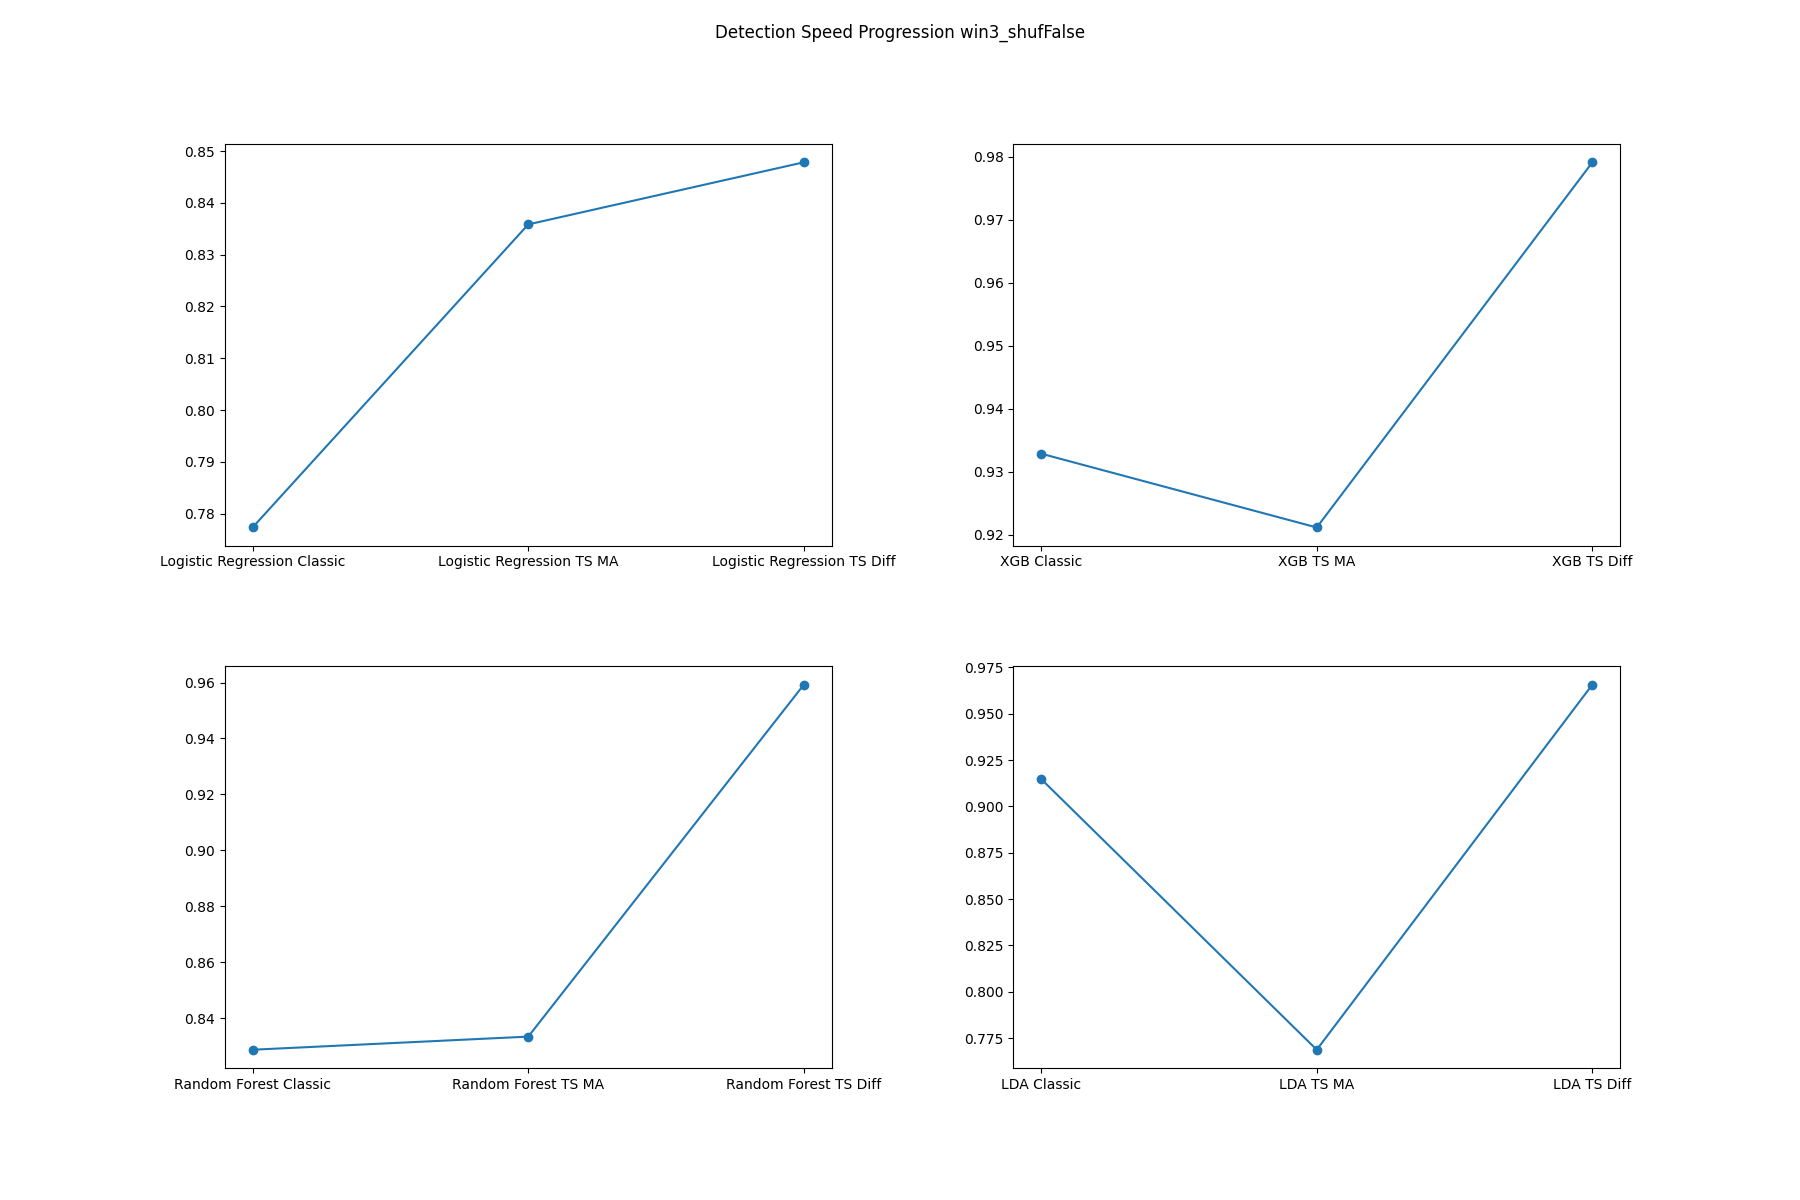 Detection Speed Progression win3_shufFalse
0.85
0.84
0.83
0.82
0.81
0.80
0.79
0.78
Logistic Regression Classic
Logistic Regression TS MA
Logistic Regression TS Diff
0.98
0.97
0.96
0.95
0.94
0.93
0.92
XGB Classic
XGB TS MA
XGB TS Diff
0.96
0.94
0.92
0.90
0.88
0.86
0.84
Random Forest Classic
Random Forest TS MA
Random Forest TS Diff
0.975
0.950
0.925
0.900
0.875
0.850
0.825
0.800
0.775
LDA Classic
LDA TS MA
LDA TS Diff